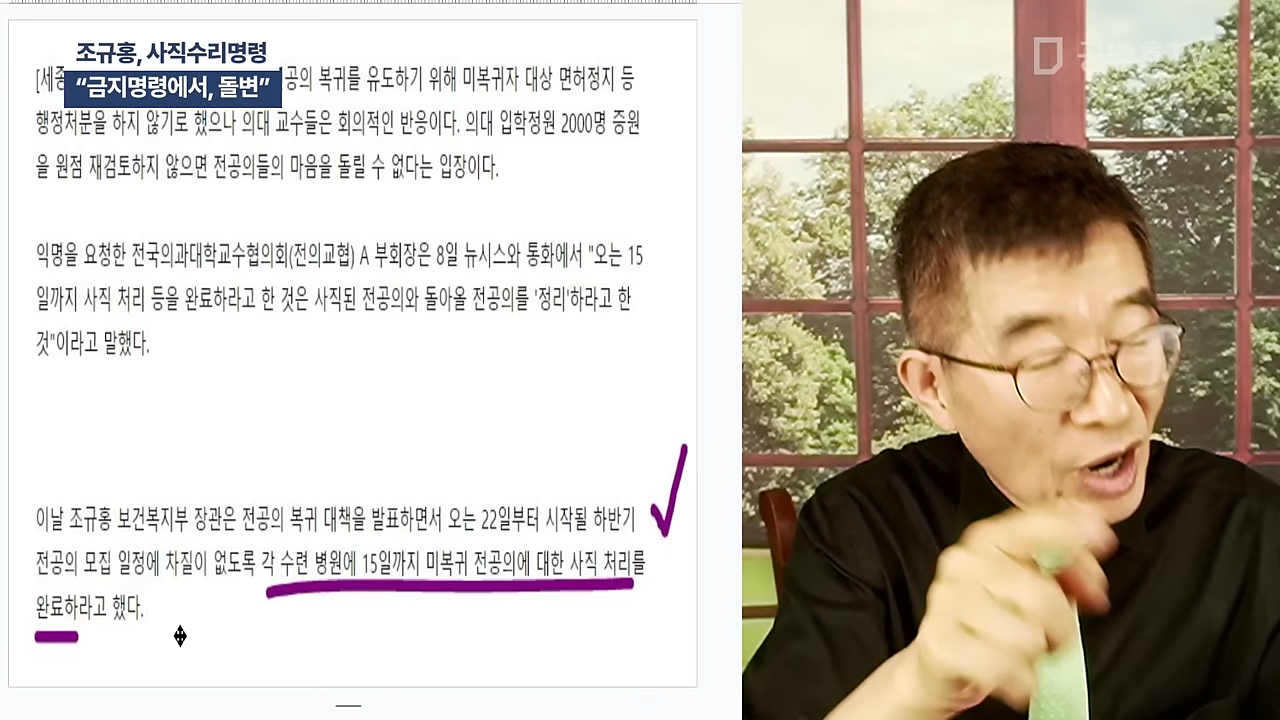 조규홍, 사직수리명령
“금지명령에서, 돌변”
[세종 공의 복귀를 유도하기 위해 미복귀자 대상 면허정지 등
행정처분을 하지 않기로 했으나 의대 교수들은 회의적인 반응이다. 의대 입학정원 2000명 증원
을 원점 재검토하지 않으면 전공의들의 마음을 돌릴 수 없다는 입장이다.
익명을 요청한 전국의과대학교수협의회(전의교협) A 부회장은 8일 뉴시스와 통화에서 "오는 15
일까지 사직 처리 등을 완료하라고 한 것은 사직된 전공의와 돌아올 전공의를 '정리'하라고 한
것"이라고 말했다.
이날 조규홍 보건복지부 장관은 전공의 복귀 대책을 발표하면서 오는 22일부터 시작될 하반기
전공의 모집 일정에 차질이 없도록 각 수련 병원에 15일까지 미복귀 전공의에 대한 사직 처리를
완료하라고 했다.